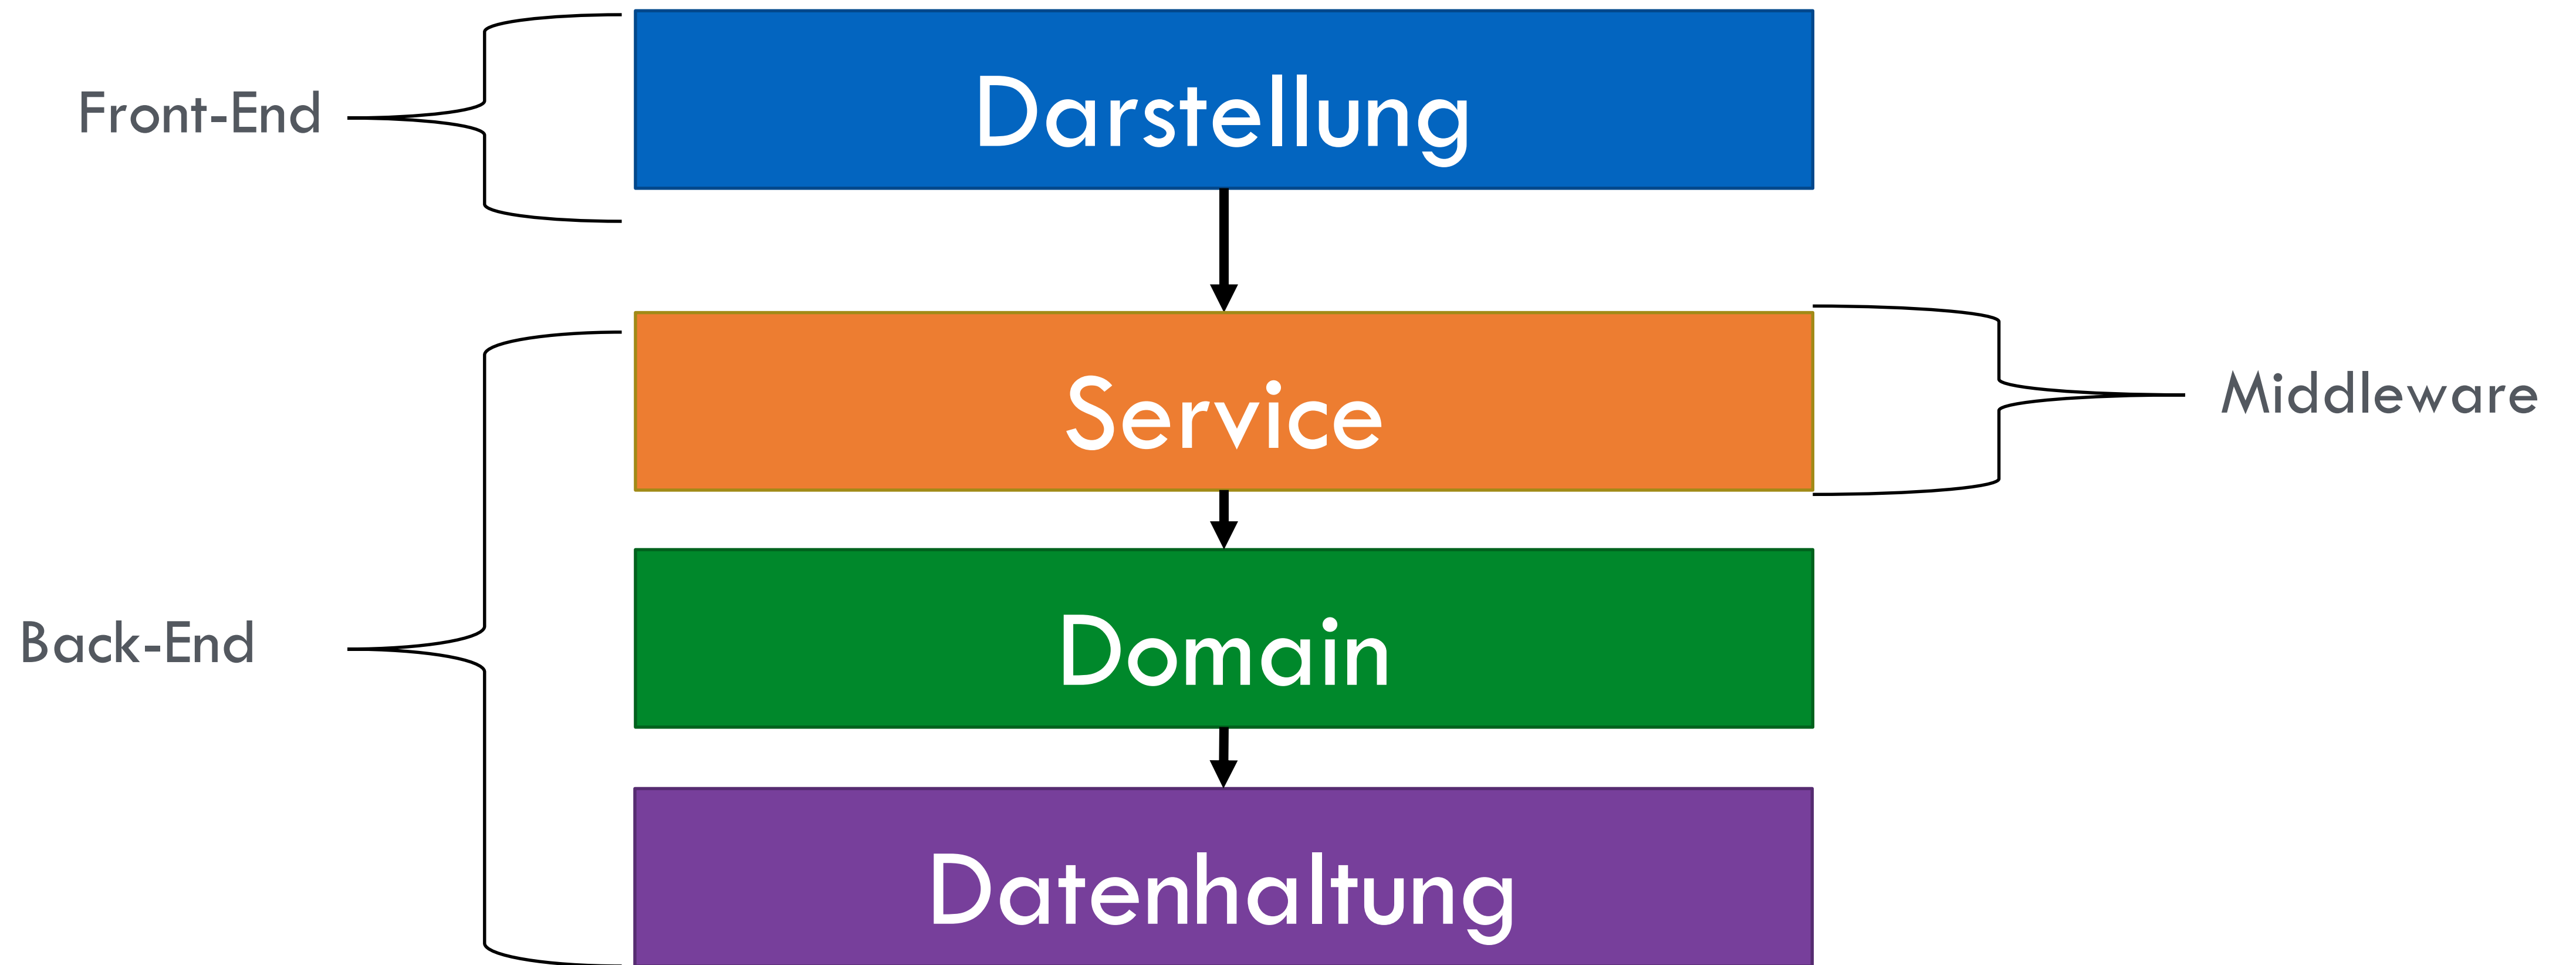 Darstellung
Front-End
Service
Middleware
Domain
Back-End
Datenhaltung